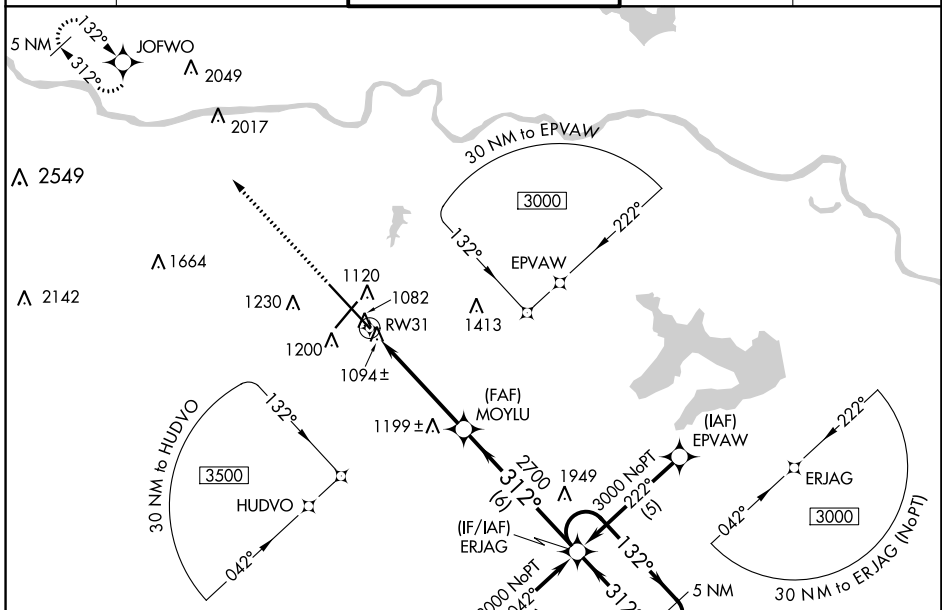 132°
5 NM
JOFWO
312°
2049
2017
30 NM to EPVAW
2549
3000
222°
132°
EPVAW
1664
1120
2142
1230
1082
RW31
1413
1200
1094±
(FAF)
MOYLU
132°
222°
30 NM to HUDVO
1199±
(IAF)
EPVAW
3500
2700
312°
(6)
1949
3000 NoPT
222°
(5)
ERJAG
HUDVO
(IF/IAF)
ERJAG
042°
3000
132°
042°
30 NM to ERJAG (NoPT)
3000 NoPT
042°
312°
5 NM